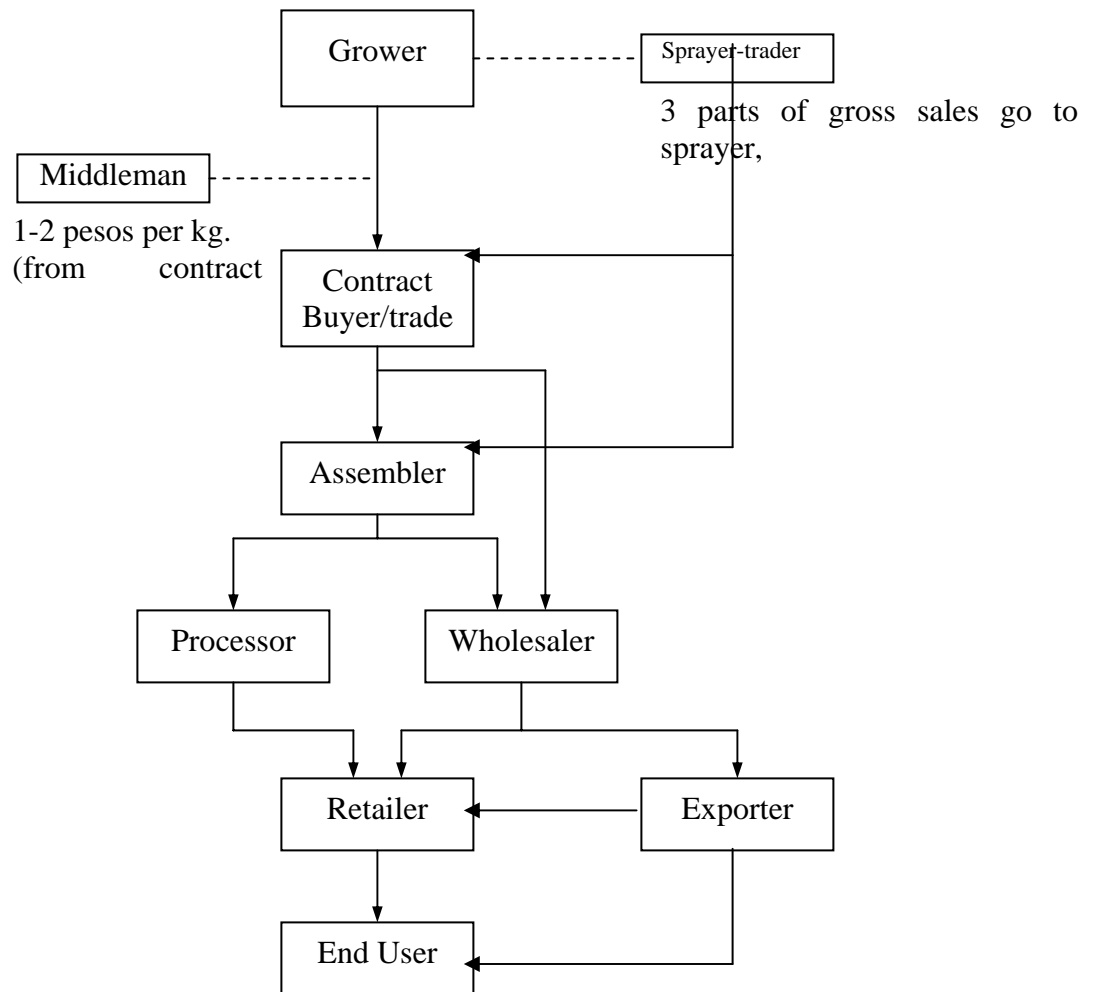 Grower
Sprayer-trader
3 parts of gross sales go to
sprayer,
Middleman
1-2 pesos per kg.
(from contract
Contract
Buyer/trade
Assembler
Processor
Wholesaler
Retailer
Exporter
End User